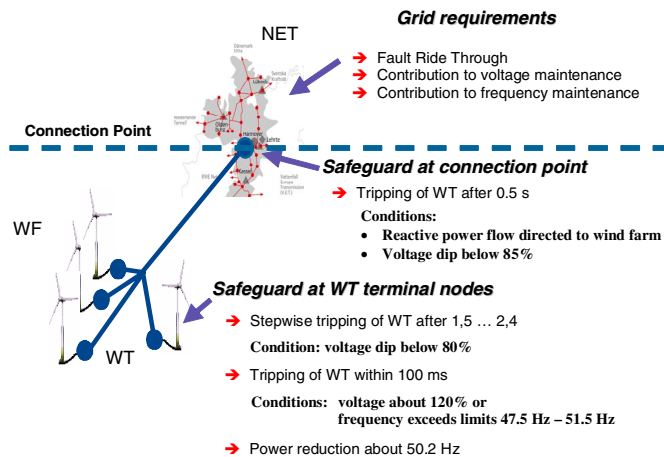 Grid requirements
NET
➔ Fault Ride Through
➔ Contribution to voltage maintenance
➔ Contribution to frequency maintenance
Lübeck
Hannover
Lehrte
Kassel
Connection Point
Safeguard at connection point
➔ Tripping of WT after 0.5 s
Conditions:
• Reactive power flow directed to wind farm
• Voltage dip below 85%
WF
Safeguard at WT terminal nodes
➔ Stepwise tripping of WT after 1,5 … 2,4
Condition: voltage dip below 80%
WT
➔ Tripping of WT within 100 ms
Conditions: voltage about 120% or
frequency exceeds limits 47.5 Hz – 51.5 Hz
➔ Power reduction about 50.2 Hz